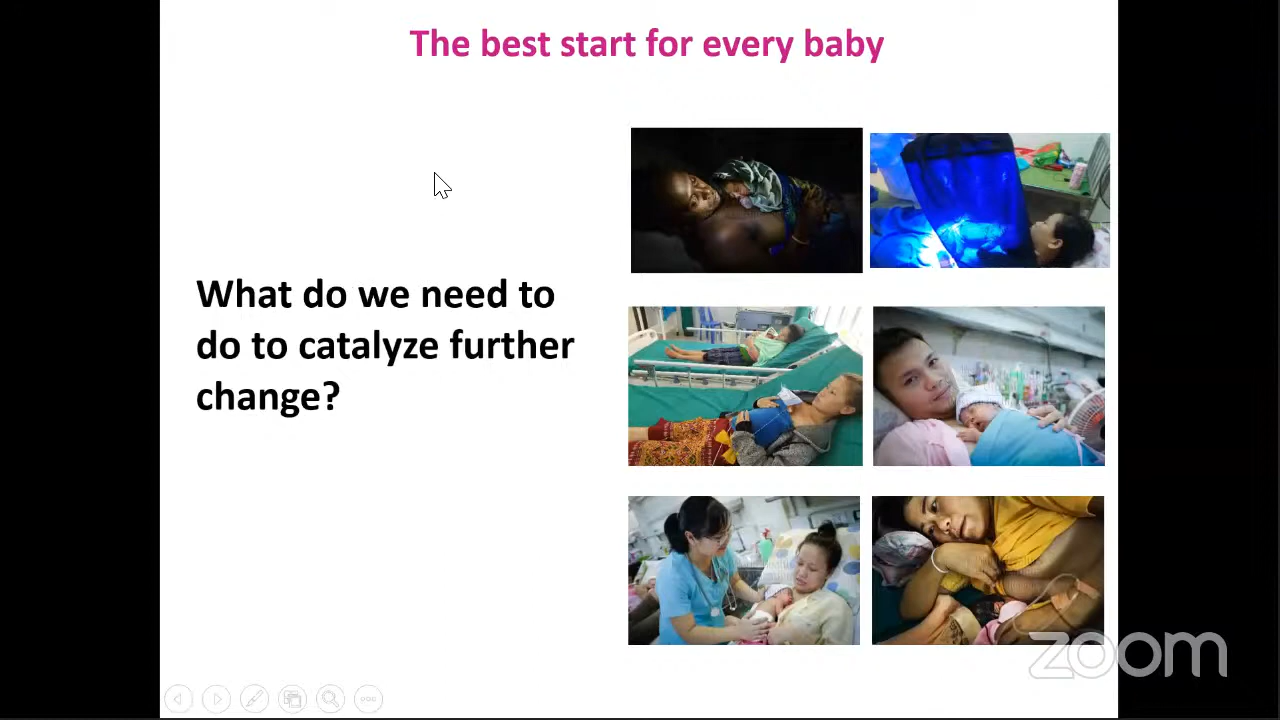 The best start for every baby
What do we need to
do to catalyze further
change?
zoom